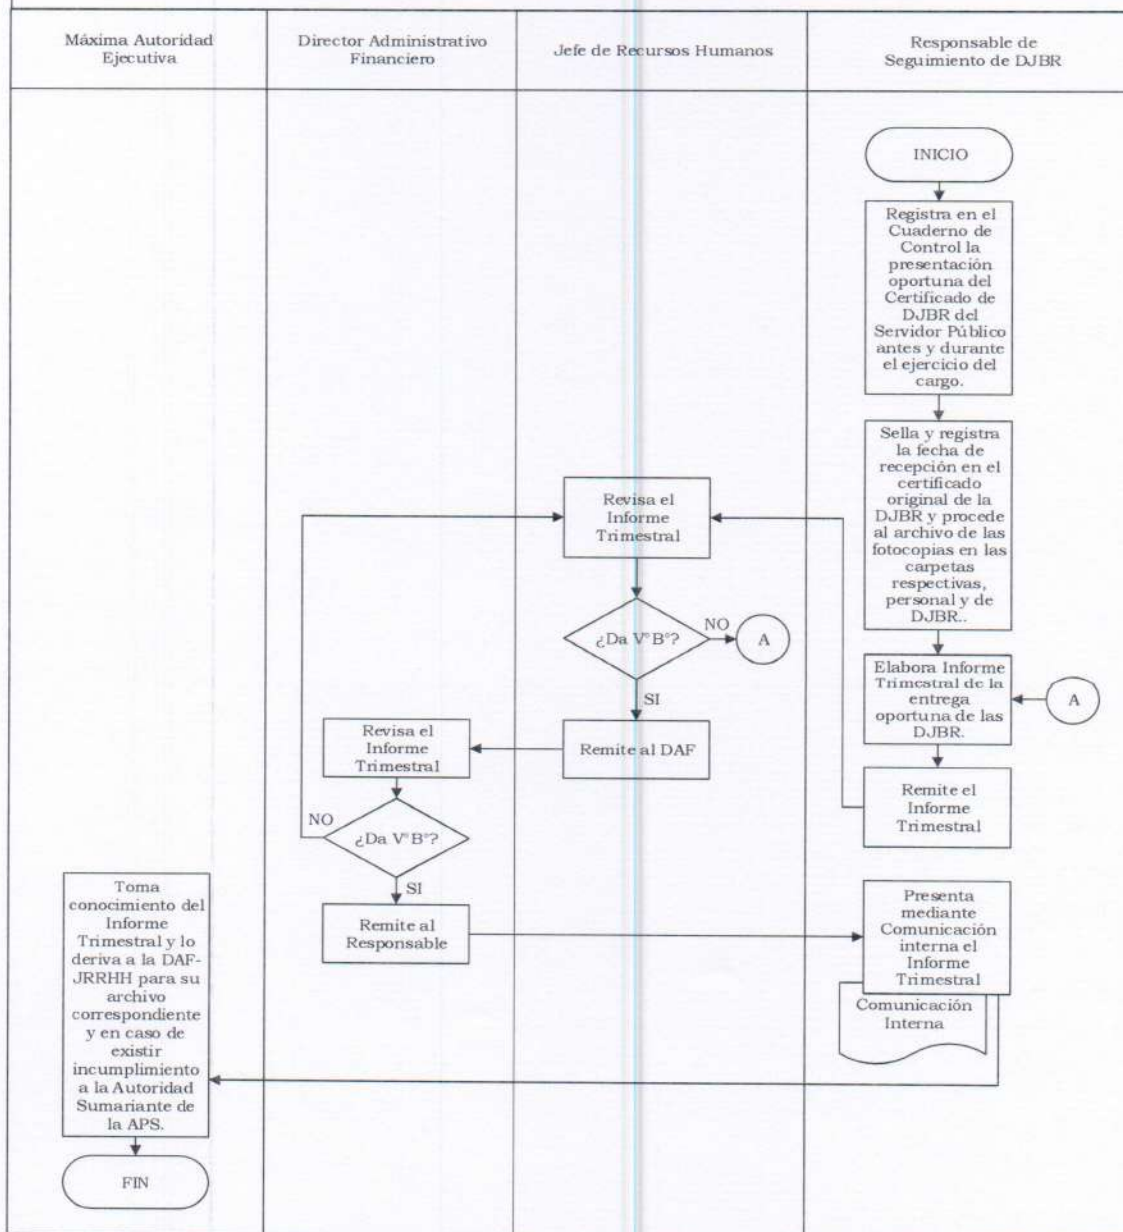 Máxima Autoridad
Ejecutiva
Director Administrativo
Financiero
Jefe de Recursos Humanos
Responsable de
Seguimiento de DJBR
INICIO
Registra en el
Cuaderno de
Control la
presentación
oportuna del
Certificado de
DJBR del
Servidor Público
antes y durante
el ejercicio del
cargo.
Sella y registra
la fecha de
recepción en el
certificado
original de la
DJBR y procede
al archivo de las
fotocopias en las
carpetas
respectivas,
personal y de
DJBR..
Elabora Informe
Trimestral de la
entrega
oportuna de las
DJBR.
A
Remite el
Informe
Trimestral
Revisa el
Informe
Trimestral
¿Da V°B°?
NO
A
SI
Remite al DAF
Revisa el
Informe
Trimestral
¿Da V°B°?
NO
SI
Remite al
Responsable
Presenta
mediante
Comunicación
interna el
Informe
Trimestral
Comunicación
Interna
Toma
conocimiento del
Informe
Trimestral y lo
deriva a la DAF-
JRRHH para su
archivo
correspondiente
y en caso de
existir
incumplimiento
a la Autoridad
Sumariante de
la APS.
FIN